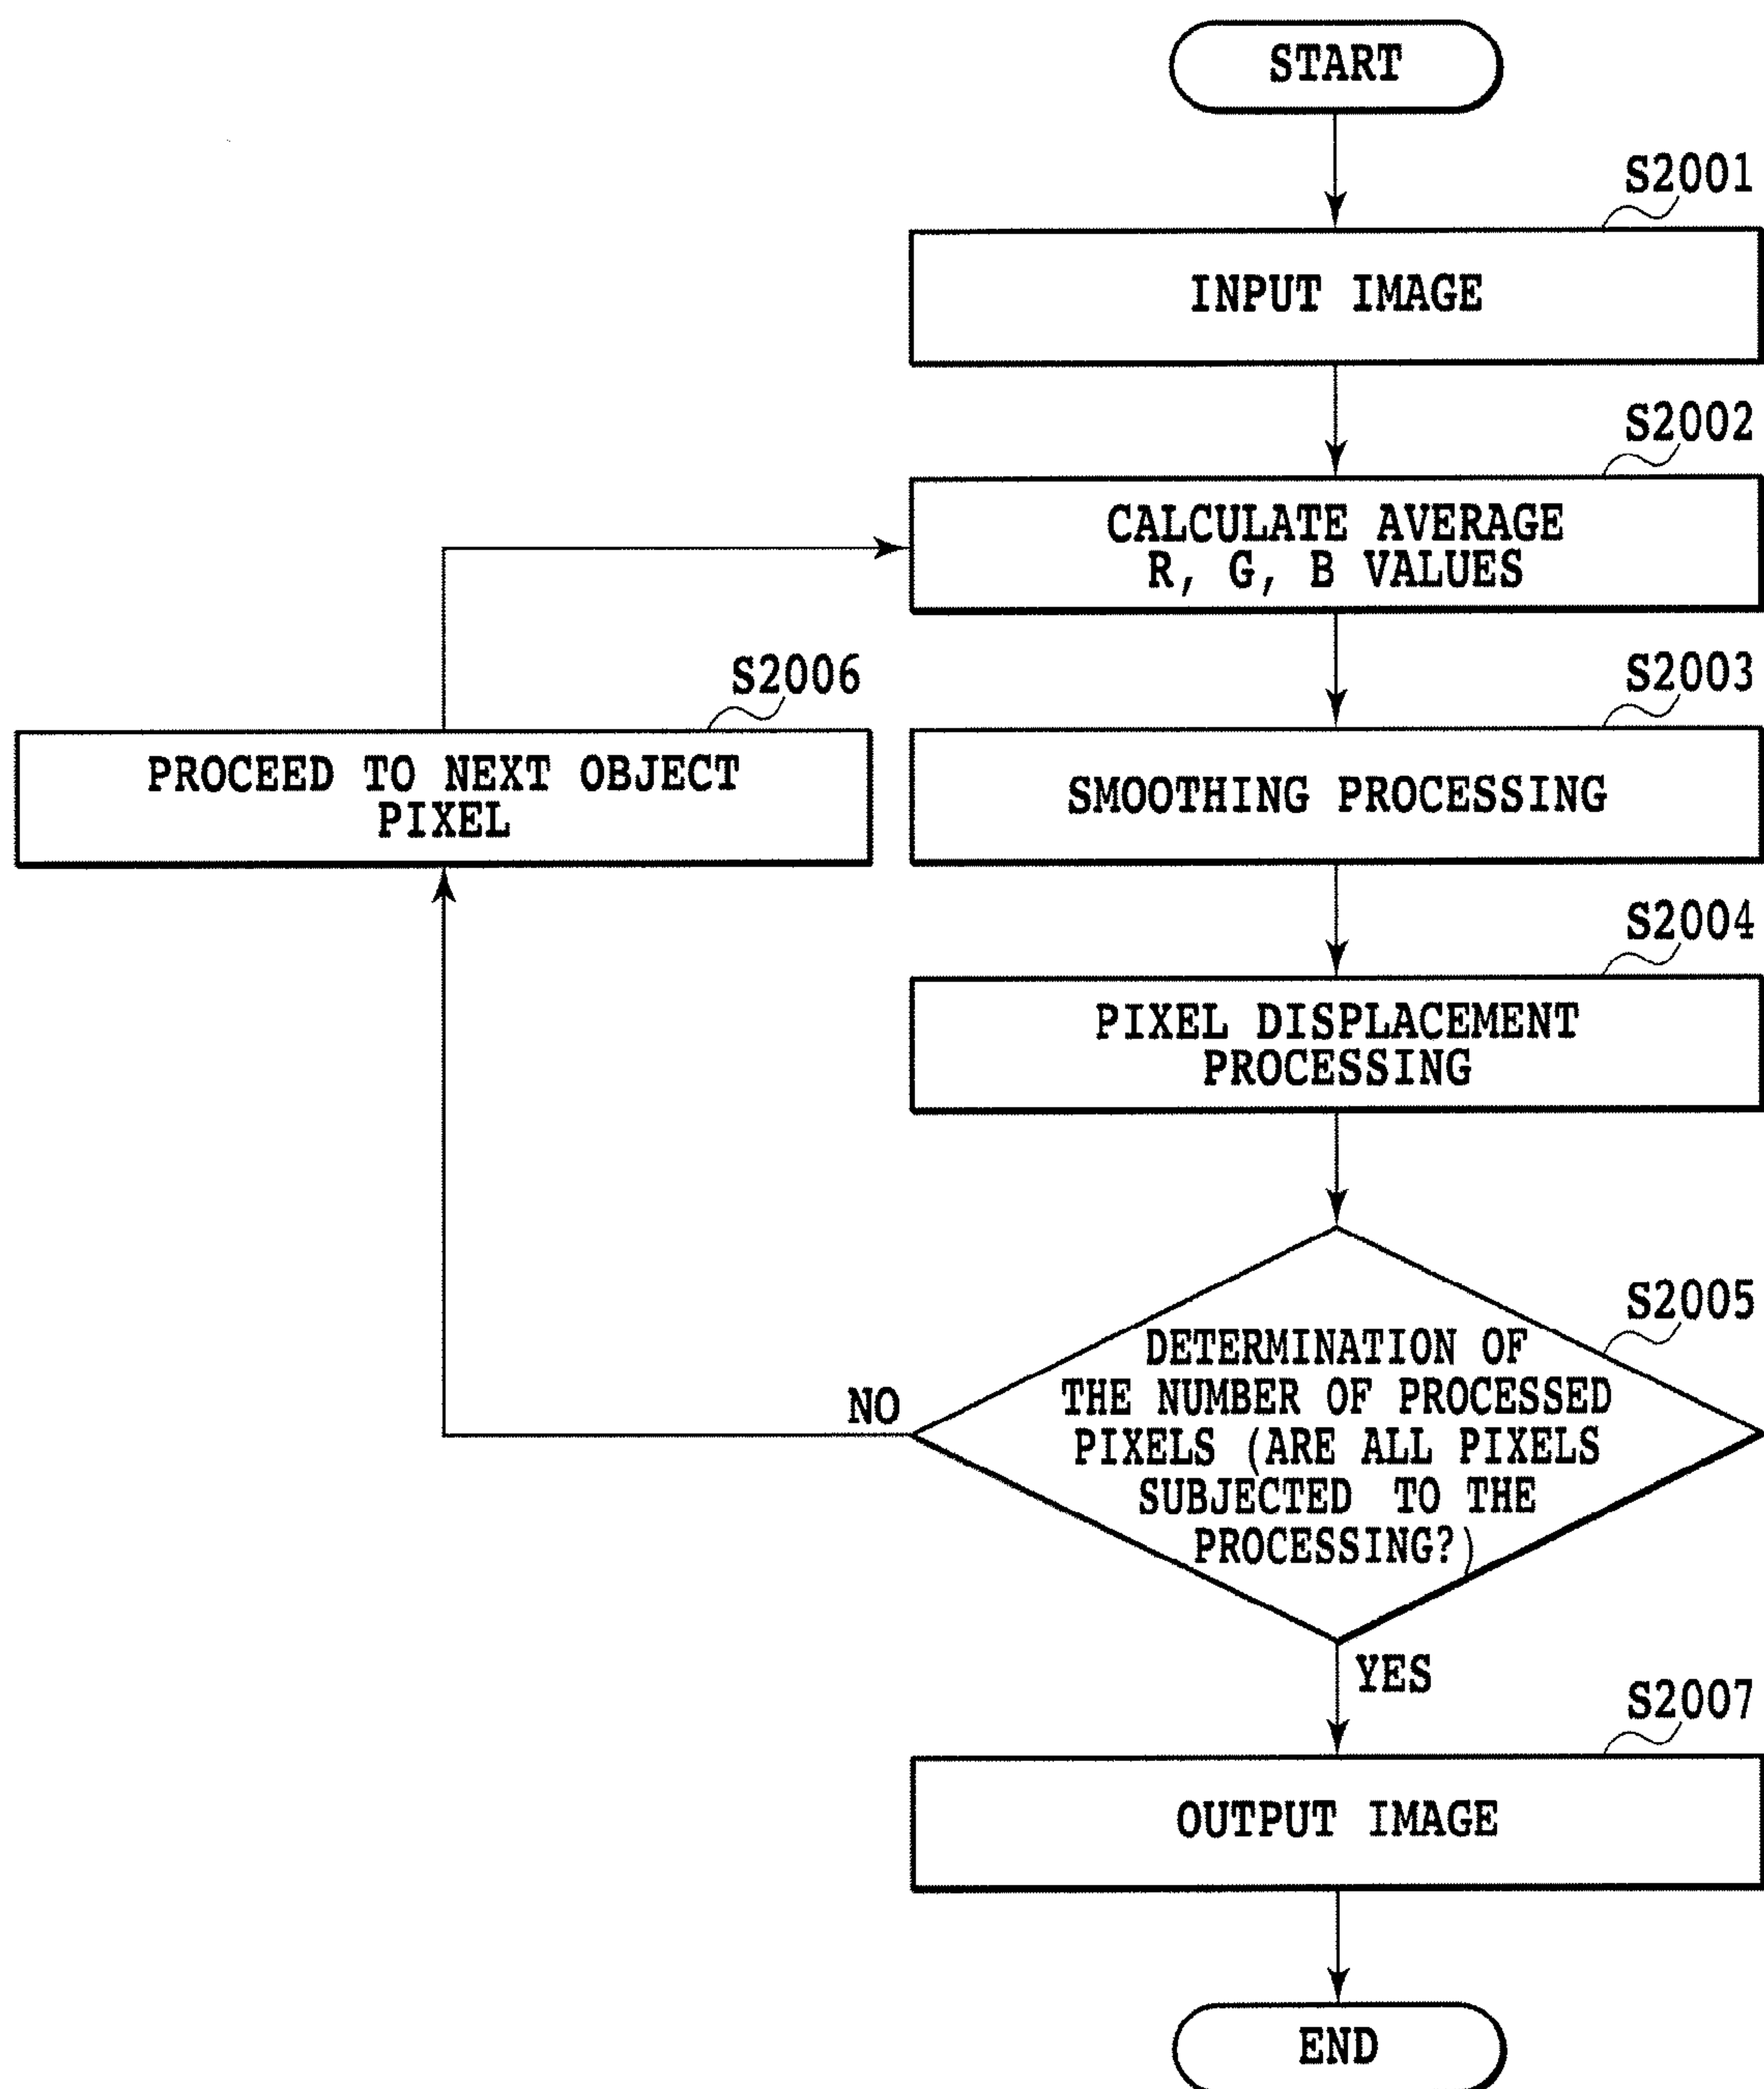 START
S2001
INPUT IMAGE
S2002
CALCULATE AVERAGE
R, G, B VALUES
S2006
PROCEED TO NEXT OBJECT
PIXEL
S2003
SMOOTHING PROCESSING
S2004
PIXEL DISPLACEMENT
PROCESSING
S2005
DETERMINATION OF
THE NUMBER OF PROCESSED
PIXELS (ARE ALL PIXELS
SUBJECTED TO THE
PROCESSING?)
NO
YES
S2007
OUTPUT IMAGE
END